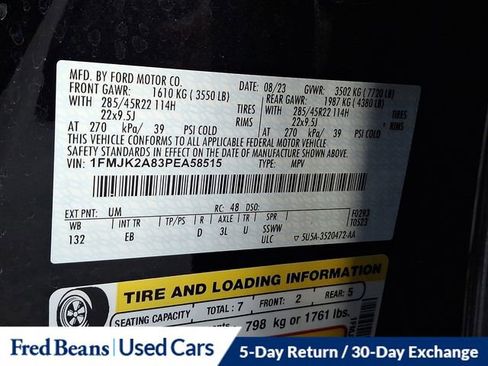 MFD. BY FORD MOTOR CO.
08/23 GVWR: 3502 KG ( 7720 LB)
FRONT GAWR: 1610 KG ( 3550 LB) REAR GAWR: 1987 KG ( 4380 LB)
WITH 285/45R22 114H TIRES WITH 285/45R22 114H TIRES
22x9.5J RIMS 22x9.5J RIMS
AT 270 kPa/ 39 PSI COLD AT 270 kPa/ 39 PSI COLD
THIS VEHICLE CONFORMS TO ALL APPLICABLE FEDERAL MOTOR VEHICLE
SAFETY STANDARDS IN EFFECT ON THE DATE OF MANUFACTURE SHOWN ABOVE.
VIN: 1FMJK2A83PEA58515 TYPE: MPV
EXT PNT: UM RC: 48 DSO: F0293
WB INT TR TP/PS R AXLE TR SPR T0523
132 EB D 3L U SSWW
ULC 5U5A-3520472-AA
TIRE AND LOADING INFORMATION
SEATING CAPACITY TOTAL: 7 FRONT: 2 REAR: 5
798 kg or 1761 lbs.
Fred Beans Used Cars 5-Day Return / 30-Day Exchange